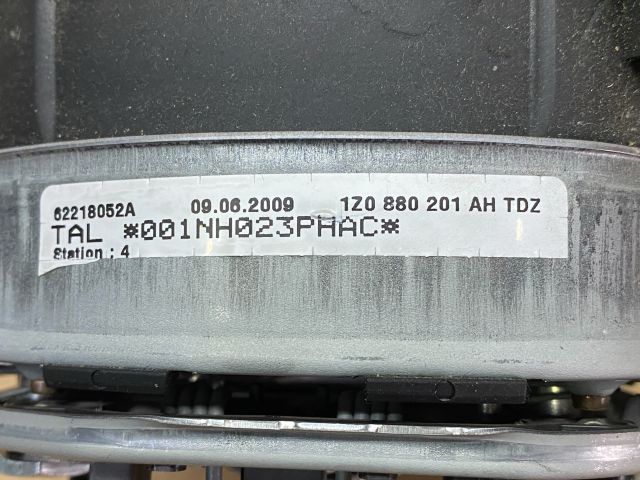 62218052A 09.06.2009 1Z0 880 201 AH TDZ
TAL *001NH023PHAC*
Station : 4